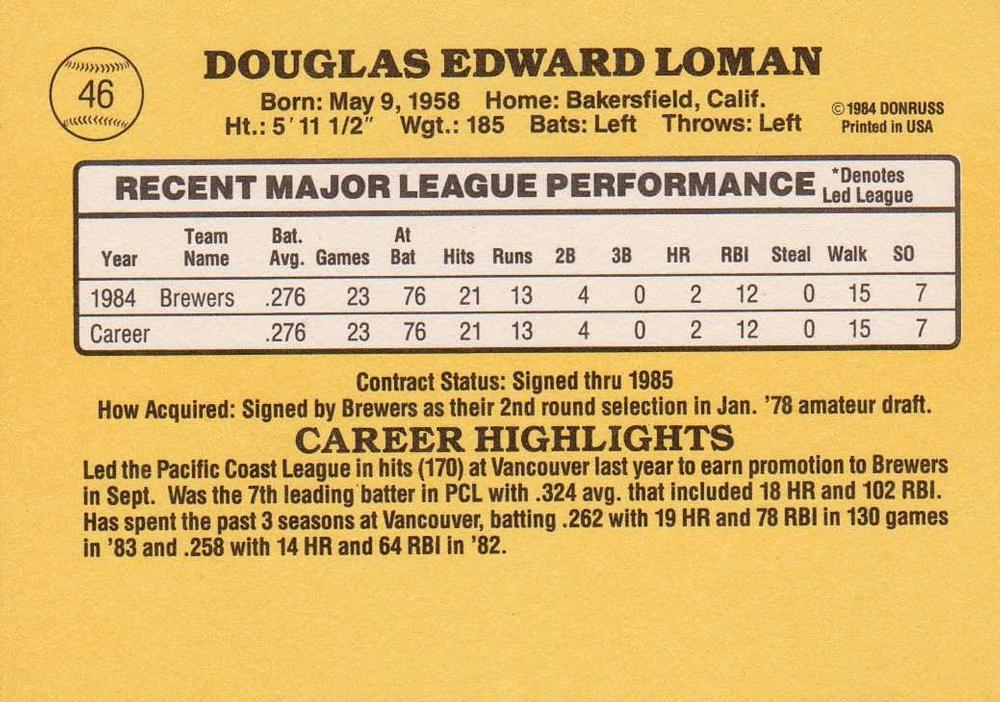 46
DOUGLAS EDWARD LOMAN
Born: May 9, 1958 Home: Bakersfield, Calif.
Ht.: 5' 11 1/2" Wgt.: 185 Bats: Left Throws: Left
©1984 DONRUSS
Printed in USA
RECENT MAJOR LEAGUE PERFORMANCE *Denotes
Led League
Team Bat. At
Year Name Avg. Games Bat Hits Runs 2B 3B HR RBI Steal Walk SO
1984 Brewers .276 23 76 21 13 4 0 2 12 0 15 7
Career .276 23 76 21 13 4 0 2 12 0 15 7
Contract Status: Signed thru 1985
How Acquired: Signed by Brewers as their 2nd round selection in Jan. '78 amateur draft.
CAREER HIGHLIGHTS
Led the Pacific Coast League in hits (170) at Vancouver last year to earn promotion to Brewers
in Sept. Was the 7th leading batter in PCL with .324 avg. that included 18 HR and 102 RBI.
Has spent the past 3 seasons at Vancouver, batting .262 with 19 HR and 78 RBI in 130 games
in '83 and .258 with 14 HR and 64 RBI in '82.